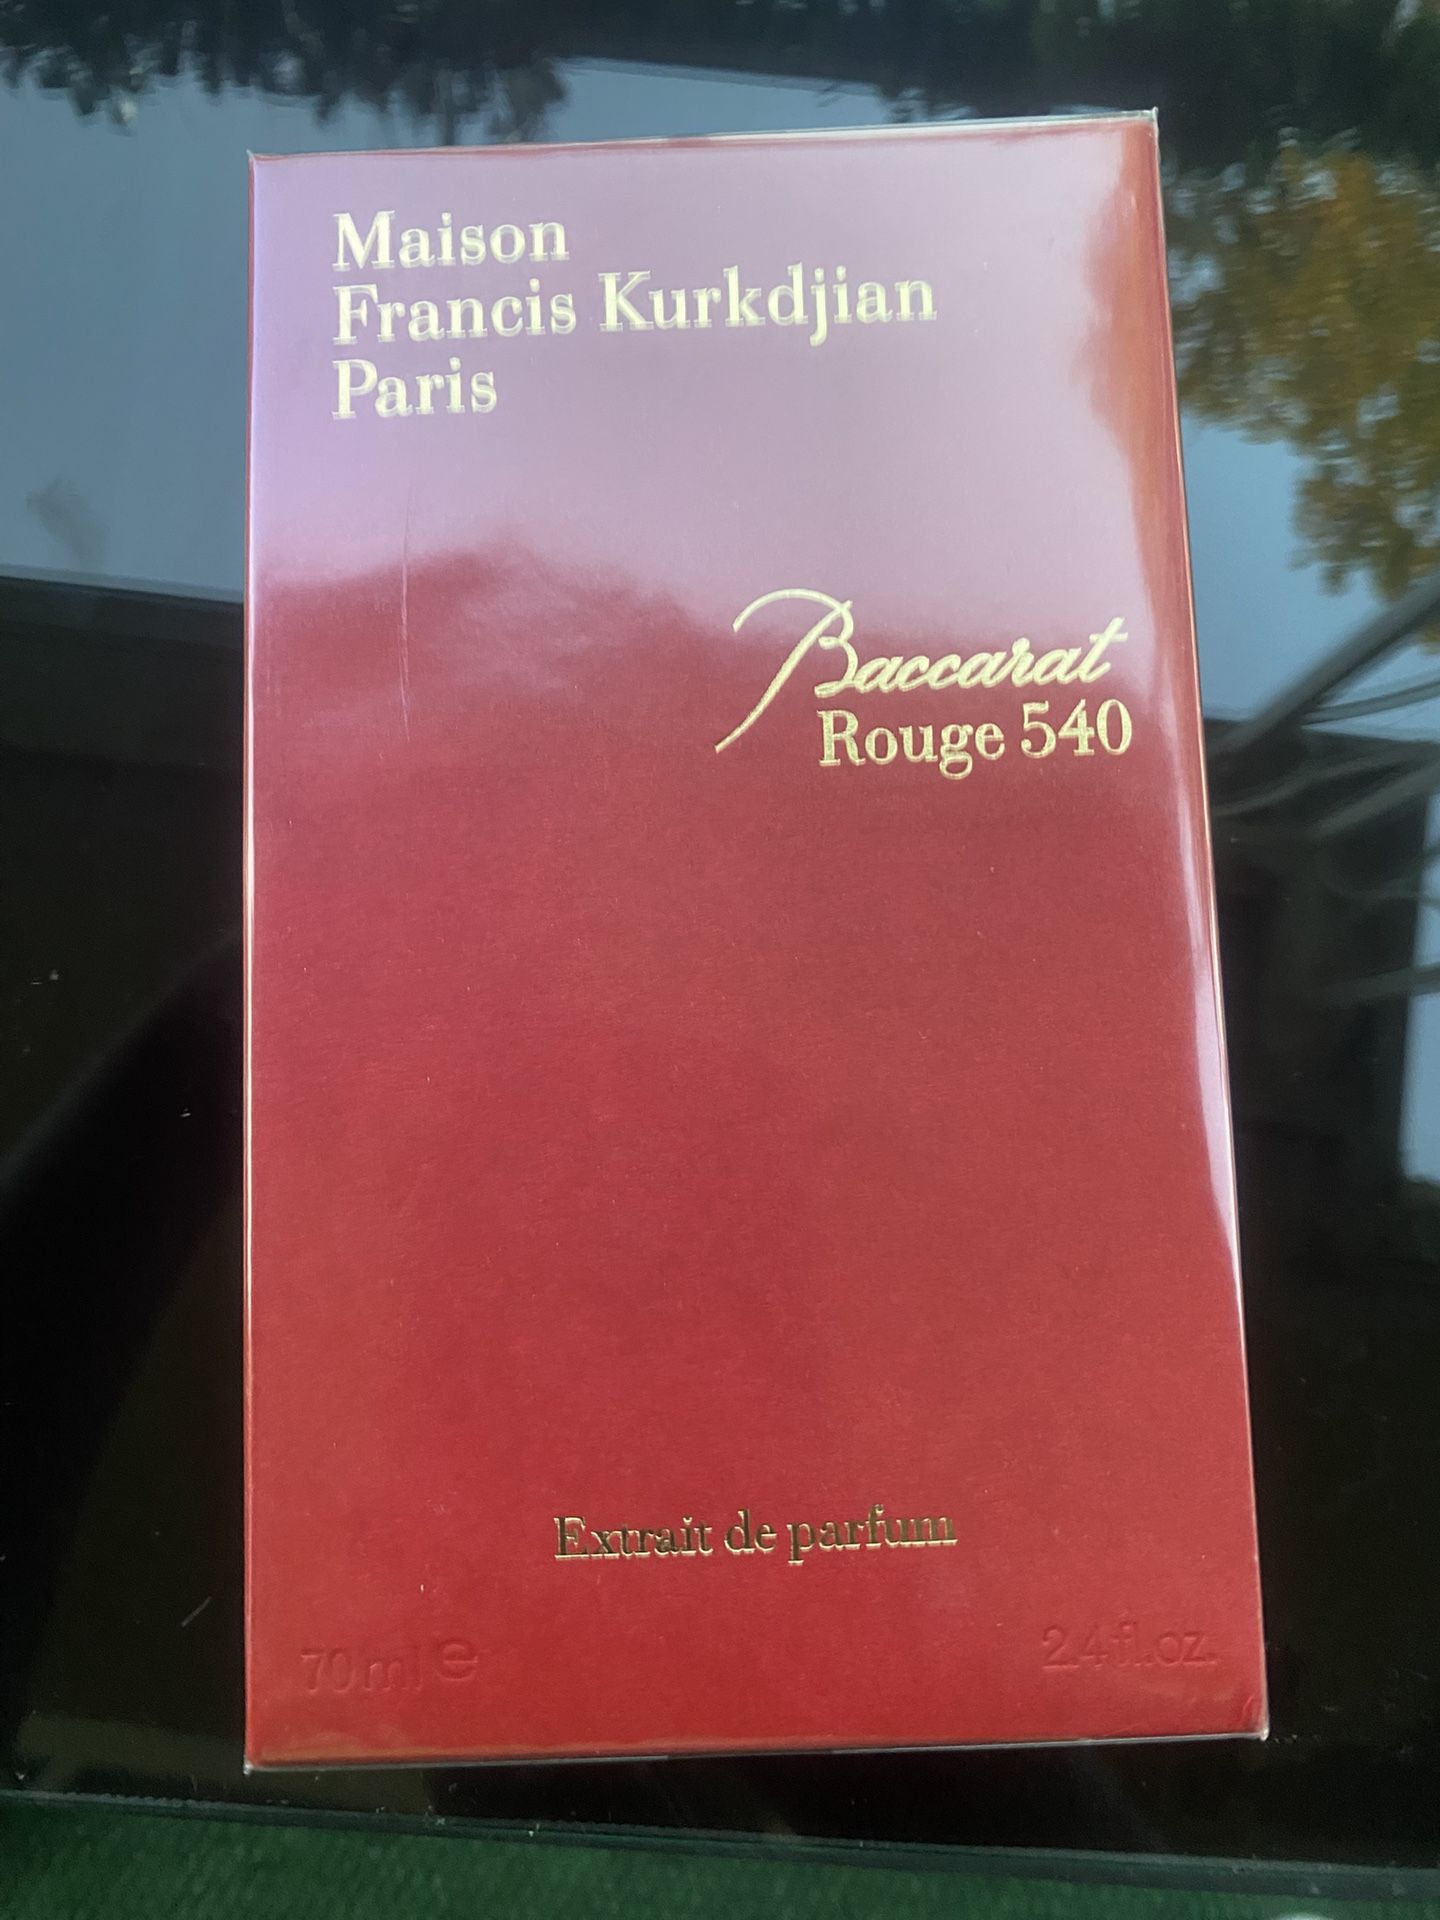 Maison
Francis Kurkdjian
Paris
Baccarat
Rouge 540
Extrait de parfum
70 ml ℮
2.4 fl.oz.